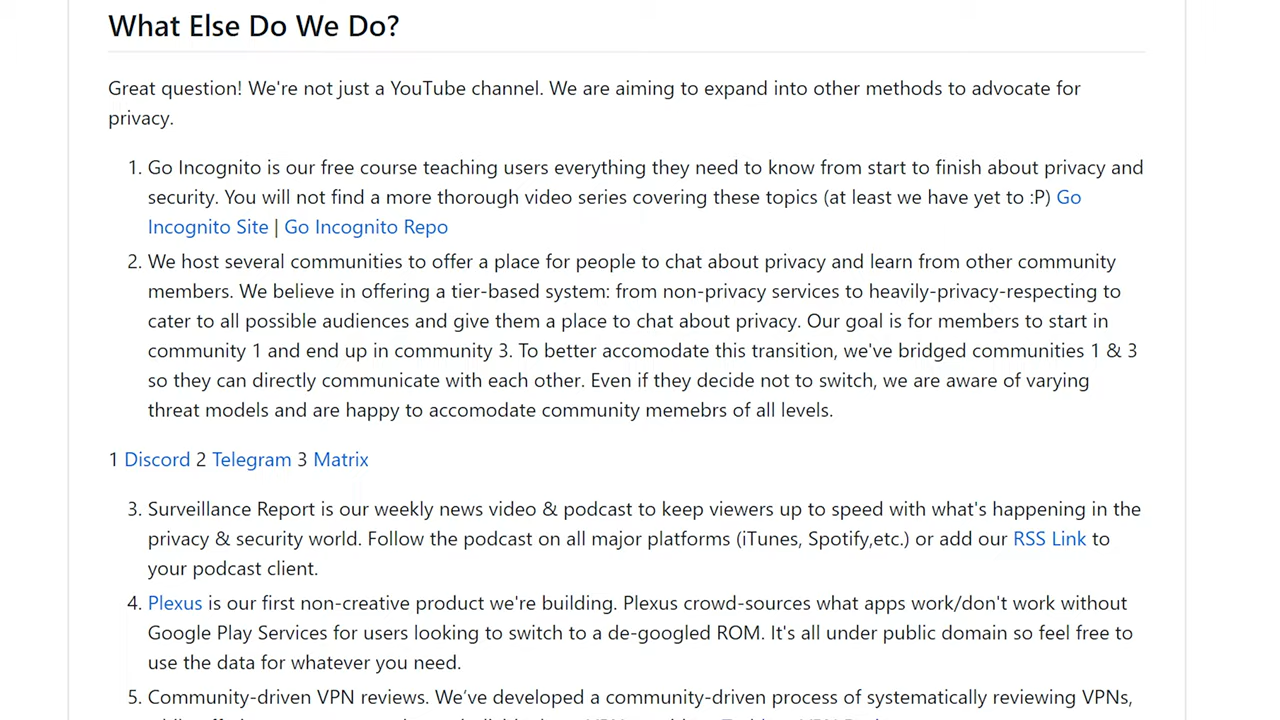 What Else Do We Do?
Great question! We're not just a YouTube channel. We are aiming to expand into other methods to advocate for
privacy.
1. Go Incognito is our free course teaching users everything they need to know from start to finish about privacy and
security. You will not find a more thorough video series covering these topics (at least we have yet to :P) Go
Incognito Site | Go Incognito Repo
2. We host several communities to offer a place for people to chat about privacy and learn from other community
members. We believe in offering a tier-based system: from non-privacy services to heavily-privacy-respecting to
cater to all possible audiences and give them a place to chat about privacy. Our goal is for members to start in
community 1 and end up in community 3. To better accomodate this transition, we've bridged communities 1 & 3
so they can directly communicate with each other. Even if they decide not to switch, we are aware of varying
threat models and are happy to accomodate community memebrs of all levels.
1 Discord 2 Telegram 3 Matrix
3. Surveillance Report is our weekly news video & podcast to keep viewers up to speed with what's happening in the
privacy & security world. Follow the podcast on all major platforms (iTunes, Spotify,etc.) or add our RSS Link to
your podcast client.
4. Plexus is our first non-creative product we're building. Plexus crowd-sources what apps work/don't work without
Google Play Services for users looking to switch to a de-googled ROM. It's all under public domain so feel free to
use the data for whatever you need.
5. Community-driven VPN reviews. We’ve developed a community-driven process of systematically reviewing VPNs,